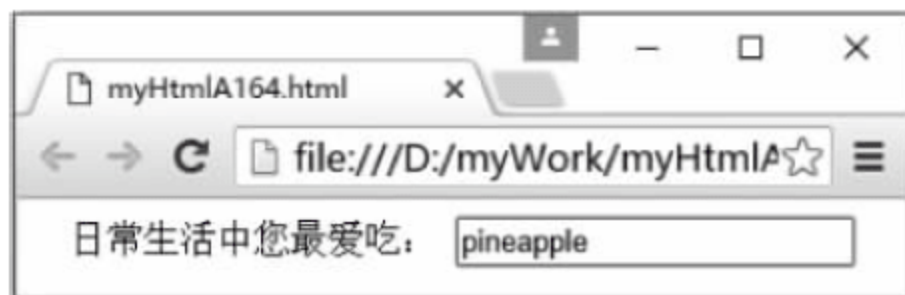 myHtmlA164.html
file:///D:/myWork/myHtmlA
日常生活中您最爱吃： pineapple